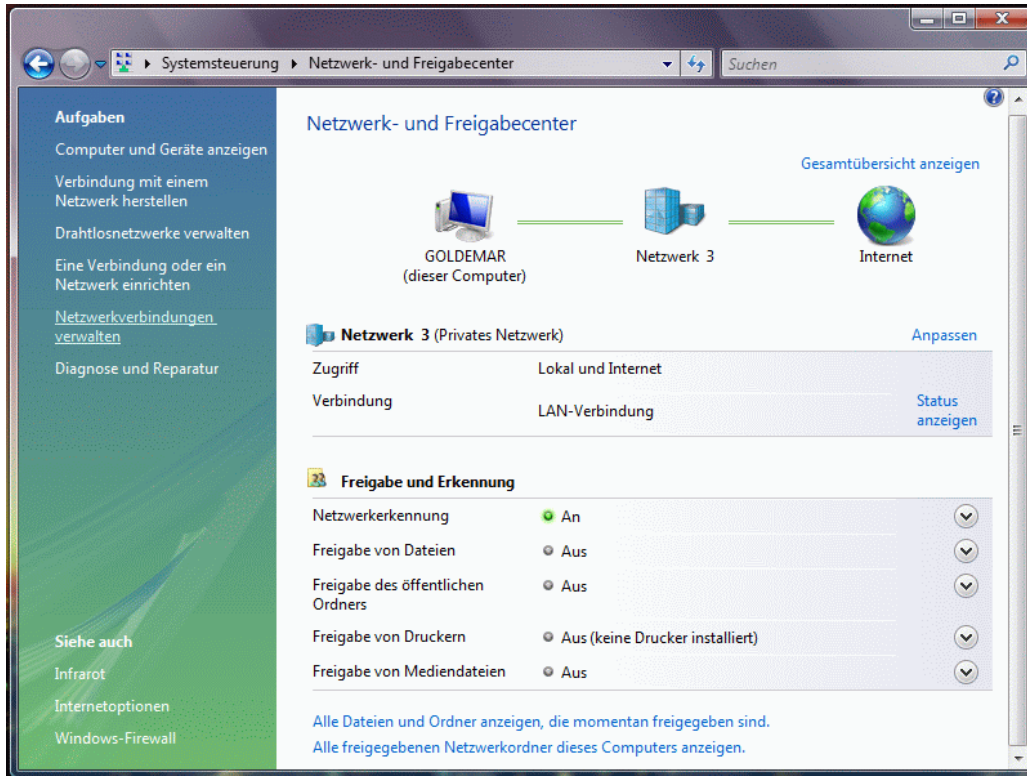 Systemsteuerung Netzwerk- und Freigabecenter Suchen
Aufgaben
Computer und Geräte anzeigen
Verbindung mit einem
Netzwerk herstellen
Drahtlosnetzwerke verwalten
Eine Verbindung oder ein
Netzwerk einrichten
Netzwerkverbindungen
verwalten
Diagnose und Reparatur
Siehe auch
Infrarot
Internetoptionen
Windows-Firewall
Netzwerk- und Freigabecenter
Gesamtübersicht anzeigen
GOLDEMAR
(dieser Computer)
Netzwerk 3
Internet
Netzwerk 3 (Privates Netzwerk) Anpassen
Zugriff Lokal und Internet
Verbindung LAN-Verbindung Status
anzeigen
Freigabe und Erkennung
Netzwerkerkennung An
Freigabe von Dateien Aus
Freigabe des öffentlichen
Ordners Aus
Freigabe von Druckern Aus (keine Drucker installiert)
Freigabe von Mediendateien Aus
Alle Dateien und Ordner anzeigen, die momentan freigegeben sind.
Alle freigegebenen Netzwerkordner dieses Computers anzeigen.